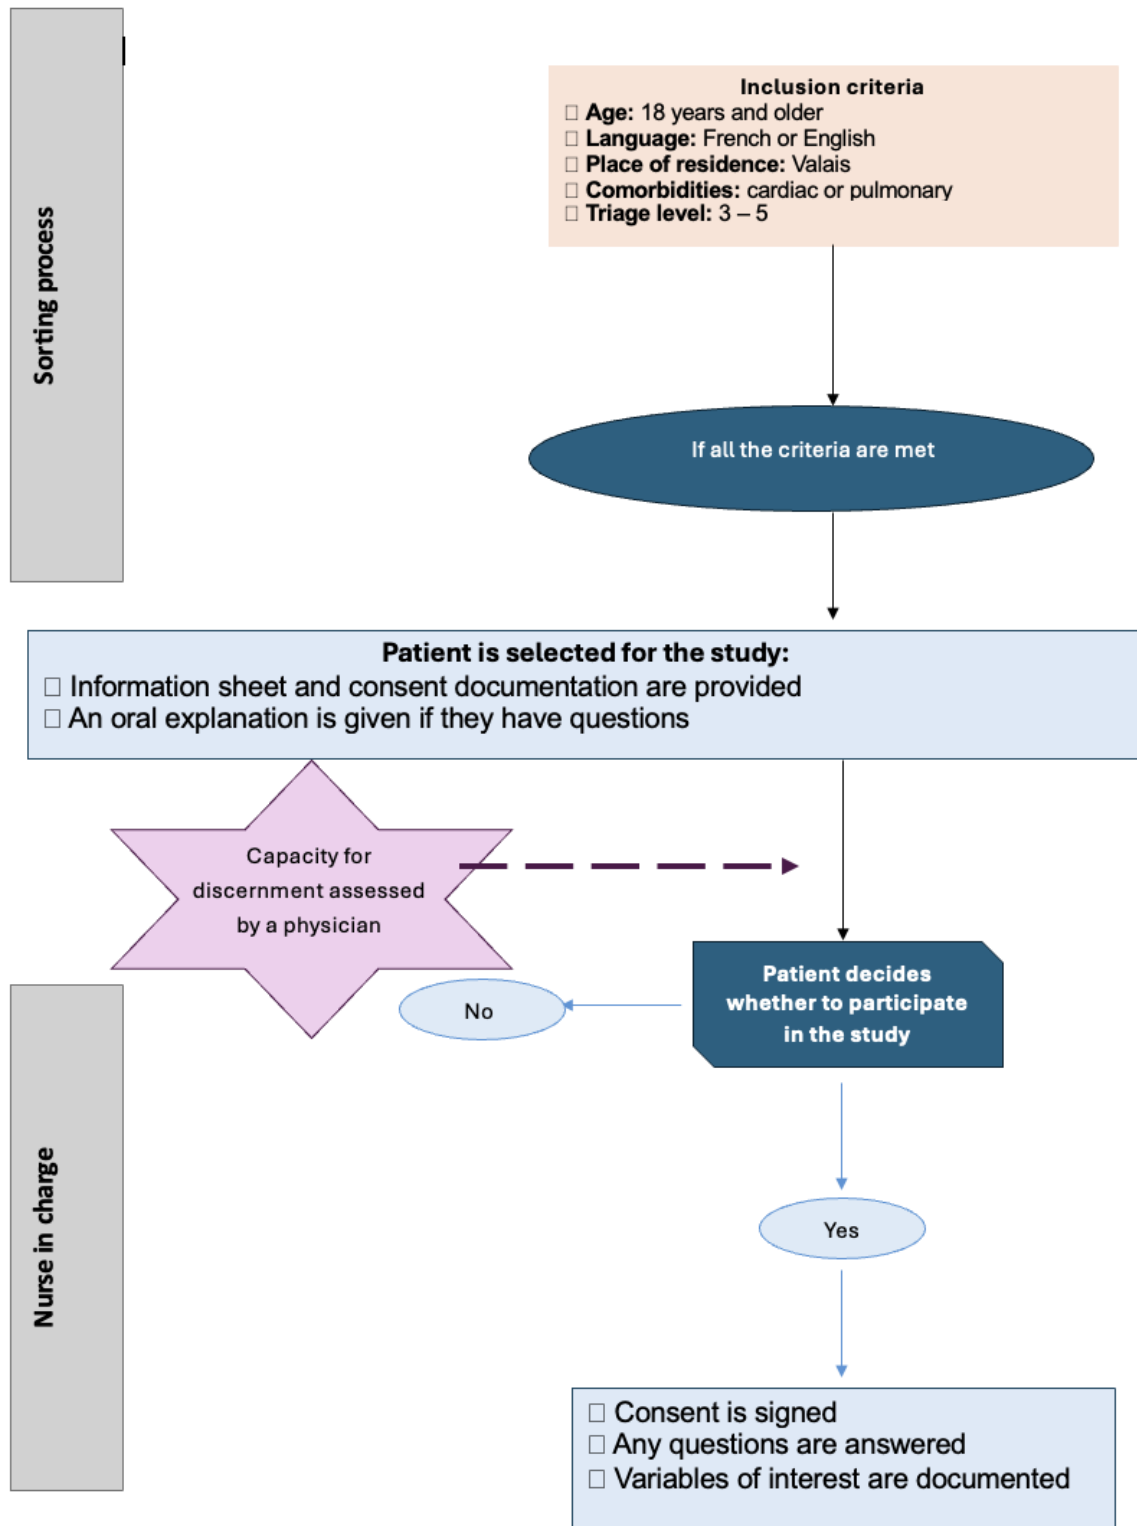 Sorting process
Inclusion criteria
☐ Age: 18 years and older
☐ Language: French or English
☐ Place of residence: Valais
☐ Comorbidities: cardiac or pulmonary
☐ Triage level: 3 – 5
If all the criteria are met
Patient is selected for the study:
☐ Information sheet and consent documentation are provided
☐ An oral explanation is given if they have questions
Capacity for
discernment assessed
by a physician
Patient decides
whether to participate
in the study
No
Nurse in charge
Yes
☐ Consent is signed
☐ Any questions are answered
☐ Variables of interest are documented